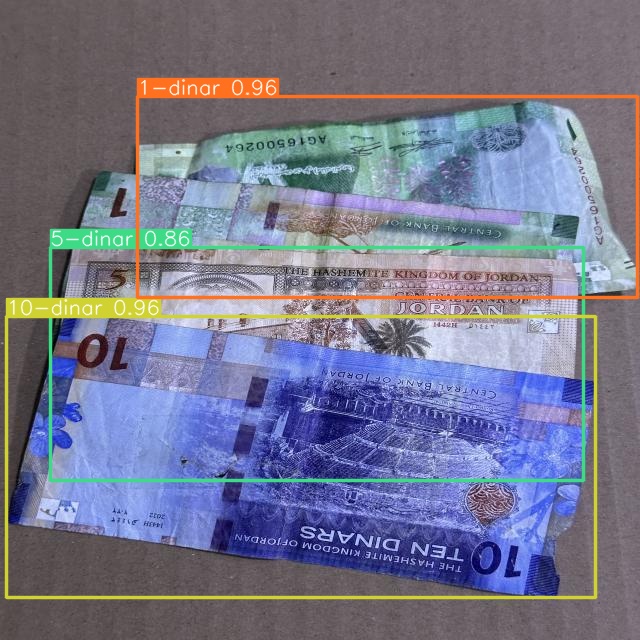 1-dinar 0.96
AG16500264
AG16500264
1
CENTRAL BANK OF JORDAN
5-dinar 0.86
5 THE HASHEMITE KINGDOM OF JORDAN
CENTRAL BANK OF
JORDAN
1442H
10-dinar 0.96
10
CENTRAL BANK OF JORDAN
2022
1443H
TEN DINARS
THE HASHEMITE KINGDOM OF JORDAN
10